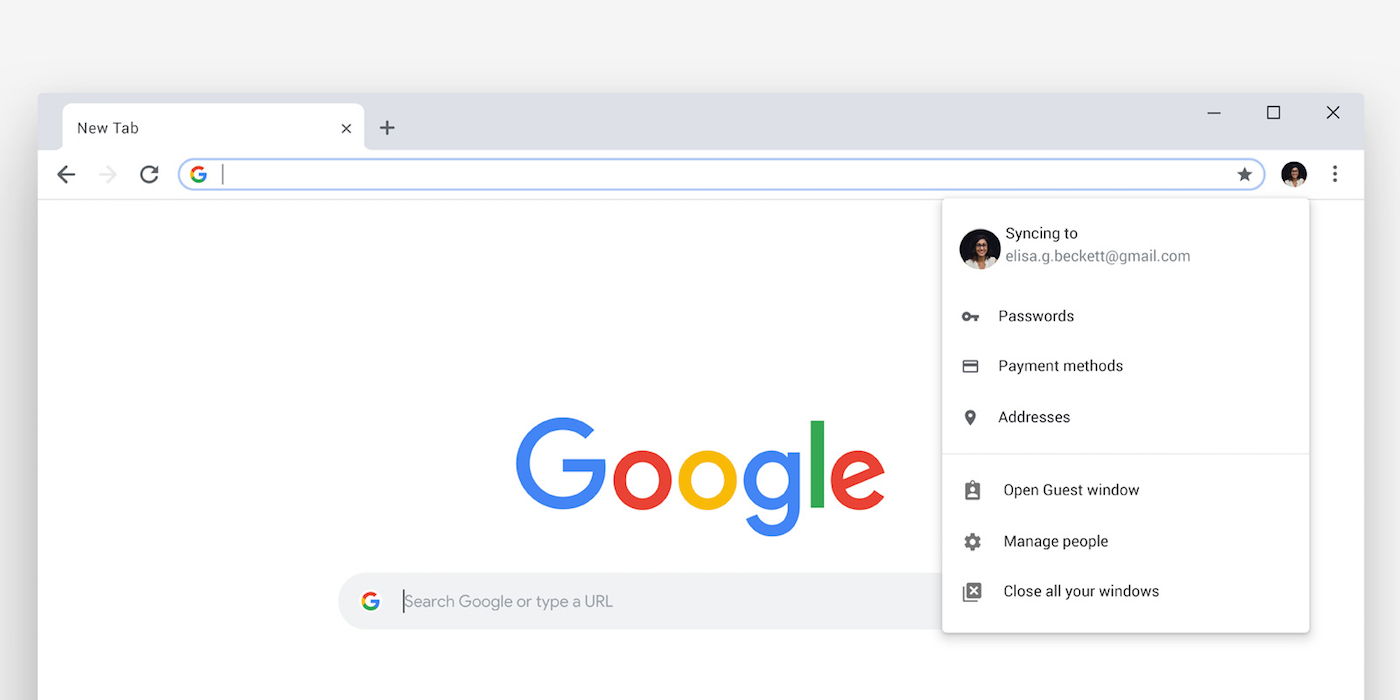 New Tab
Syncing to
elisa.g.beckett@gmail.com
Passwords
Payment methods
Addresses
Open Guest window
Manage people
Close all your windows
Google
Search Google or type a URL